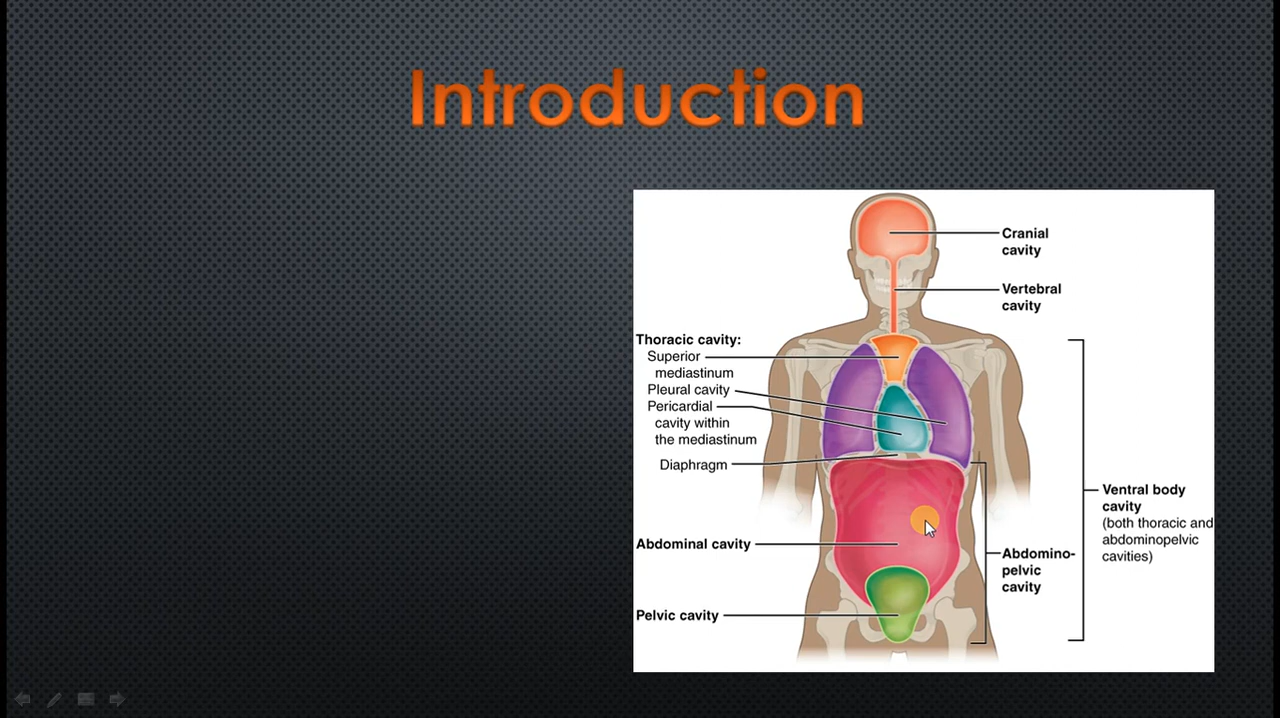 Introduction
Cranial
cavity
Vertebral
cavity
Thoracic cavity:
Superior
mediastinum
Pleural cavity
Pericardial
cavity within
the mediastinum
Diaphragm
Abdominal cavity
Pelvic cavity
Abdomino-
pelvic
cavity
Ventral body
cavity
(both thoracic and
abdominopelvic
cavities)